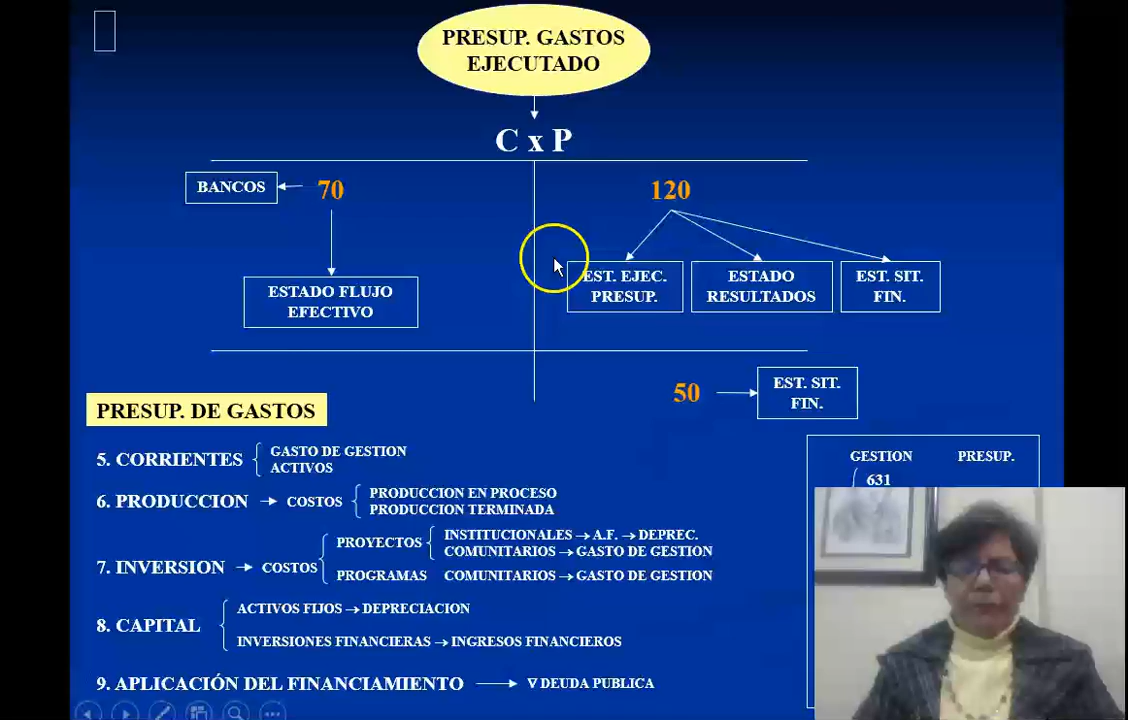 PRESUP. GASTOS
EJECUTADO
C x P
BANCOS
70
120
ESTADO FLUJO
EFECTIVO
EST. EJEC.
PRESUP.
ESTADO
RESULTADOS
EST. SIT.
FIN.
50
EST. SIT.
FIN.
PRESUP. DE GASTOS
5. CORRIENTES
GASTO DE GESTION
ACTIVOS
6. PRODUCCION → COSTOS
PRODUCCION EN PROCESO
PRODUCCION TERMINADA
7. INVERSION → COSTOS
PROYECTOS
INSTITUCIONALES → A.F. → DEPREC.
COMUNITARIOS → GASTO DE GESTION
PROGRAMAS COMUNITARIOS → GASTO DE GESTION
8. CAPITAL
ACTIVOS FIJOS → DEPRECIACION
INVERSIONES FINANCIERAS → INGRESOS FINANCIEROS
9. APLICACIÓN DEL FINANCIAMIENTO → ∇ DEUDA PUBLICA
GESTION PRESUP.
631